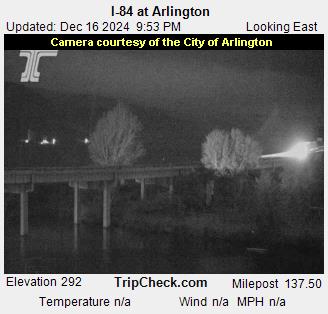 I-84 at Arlington
Updated: Dec 16 2024 9:53 PM Looking East
Camera courtesy of the City of Arlington
Elevation 292 TripCheck.com Milepost 137.50
Temperature n/a Wind n/a MPH n/a